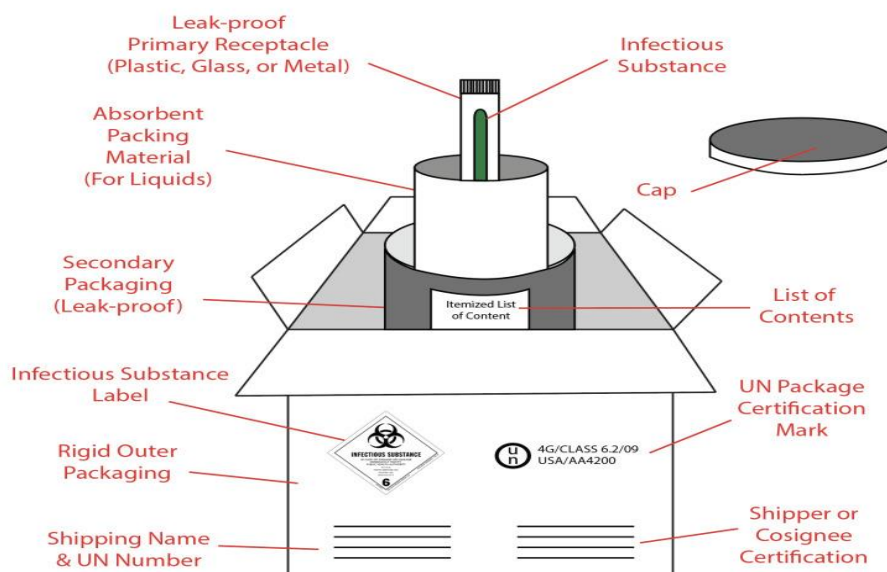 Leak-proof
Primary Receptacle
(Plastic, Glass, or Metal)
Infectious
Substance
Absorbent
Packing
Material
(For Liquids)
Cap
Secondary
Packaging
(Leak-proof)
Itemized List
of Content
List of
Contents
Infectious Substance
Label
UN Package
Certification
Mark
Rigid Outer
Packaging
INFECTIOUS SUBSTANCE
6
un
4G/CLASS 6.2/09
USA/AA4200
Shipping Name
& UN Number
Shipper or
Cosignee
Certification